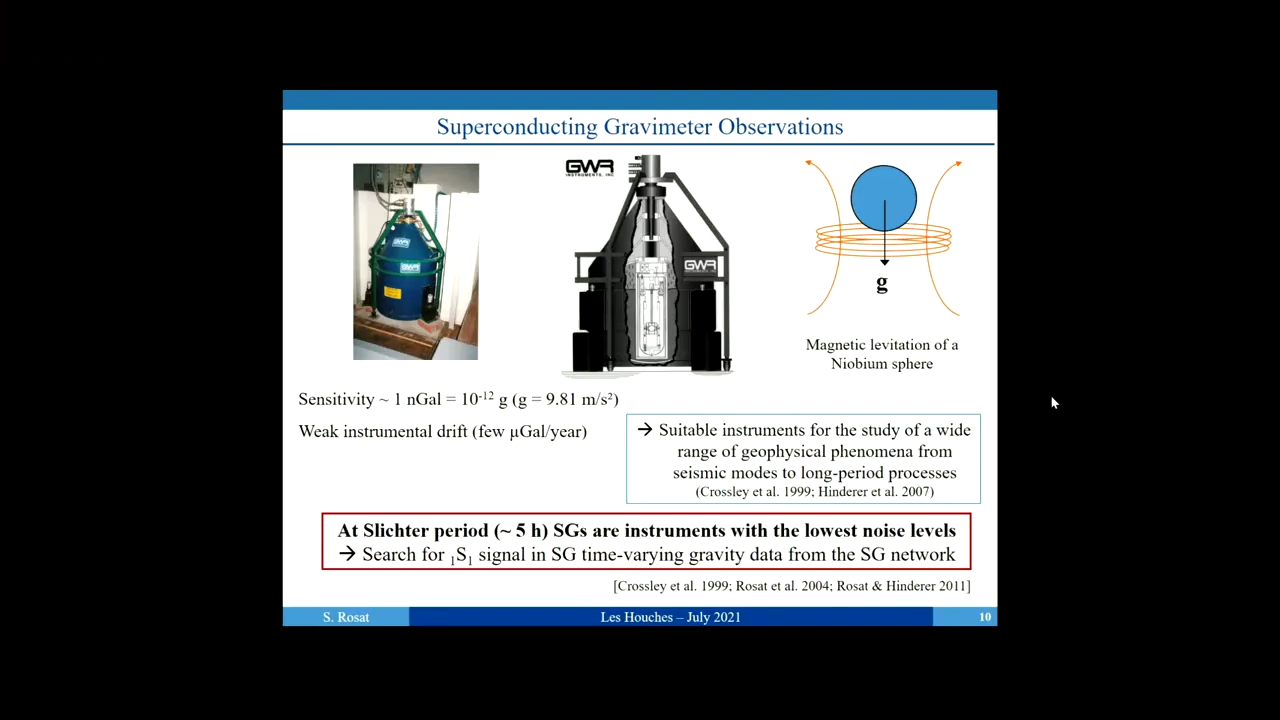 Superconducting Gravimeter Observations
GWR
INSTRUMENTS, INC.
GWR
GWR
GWR
g
Magnetic levitation of a
Niobium sphere
Sensitivity ~ 1 nGal = 10⁻¹² g (g = 9.81 m/s²)
Weak instrumental drift (few µGal/year)
→ Suitable instruments for the study of a wide
range of geophysical phenomena from
seismic modes to long-period processes
(Crossley et al. 1999; Hinderer et al. 2007)
At Slichter period (~ 5 h) SGs are instruments with the lowest noise levels
→ Search for ₁S₁ signal in SG time-varying gravity data from the SG network
[Crossley et al. 1999; Rosat et al. 2004; Rosat & Hinderer 2011]
S. Rosat
Les Houches – July 2021
10